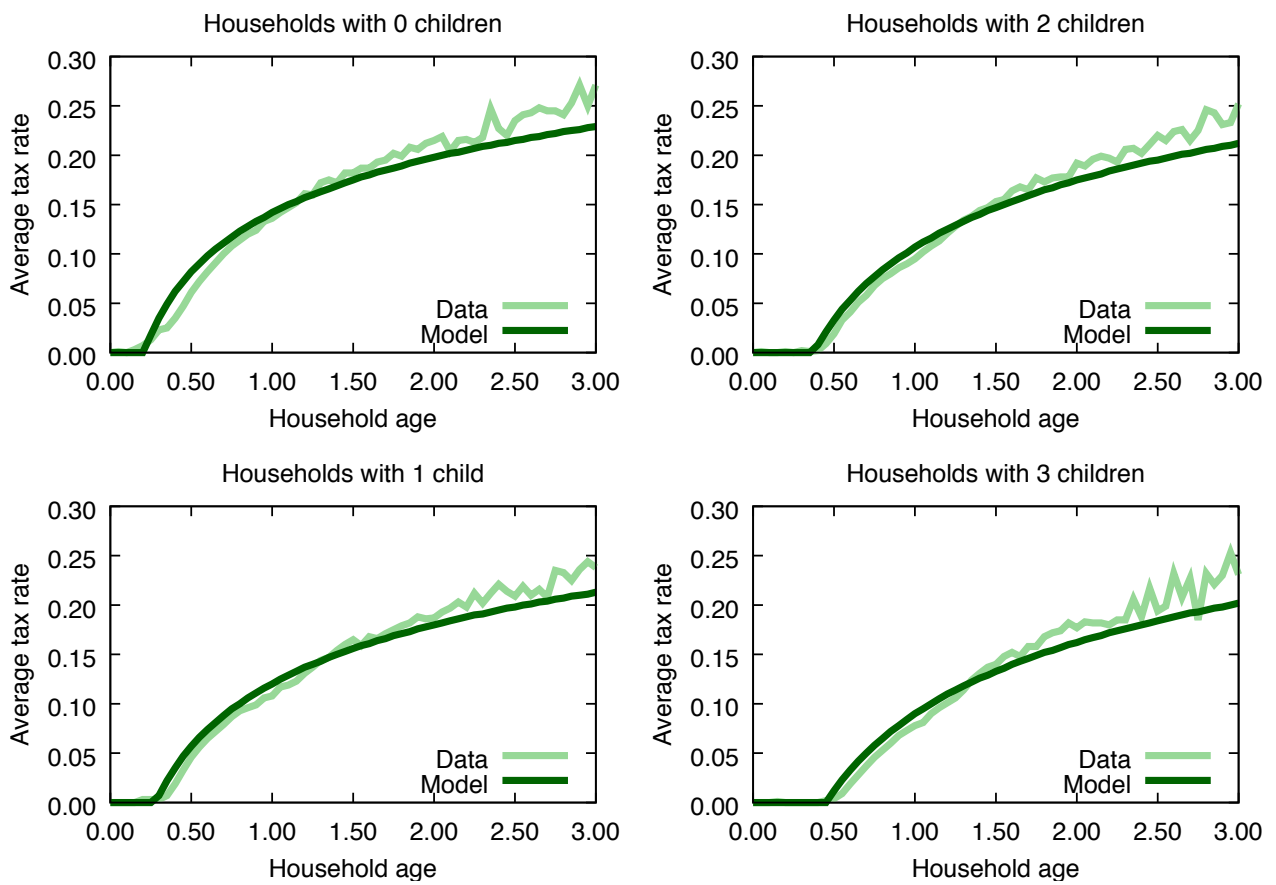 Households with 0 children
Average tax rate
0.30
0.25
0.20
0.15
0.10
0.05
0.00
Data
Model
0.00 0.50 1.00 1.50 2.00 2.50 3.00
Household age
Households with 2 children
Average tax rate
0.30
0.25
0.20
0.15
0.10
0.05
0.00
Data
Model
0.00 0.50 1.00 1.50 2.00 2.50 3.00
Household age
Households with 1 child
Average tax rate
0.30
0.25
0.20
0.15
0.10
0.05
0.00
Data
Model
0.00 0.50 1.00 1.50 2.00 2.50 3.00
Household age
Households with 3 children
Average tax rate
0.30
0.25
0.20
0.15
0.10
0.05
0.00
Data
Model
0.00 0.50 1.00 1.50 2.00 2.50 3.00
Household age